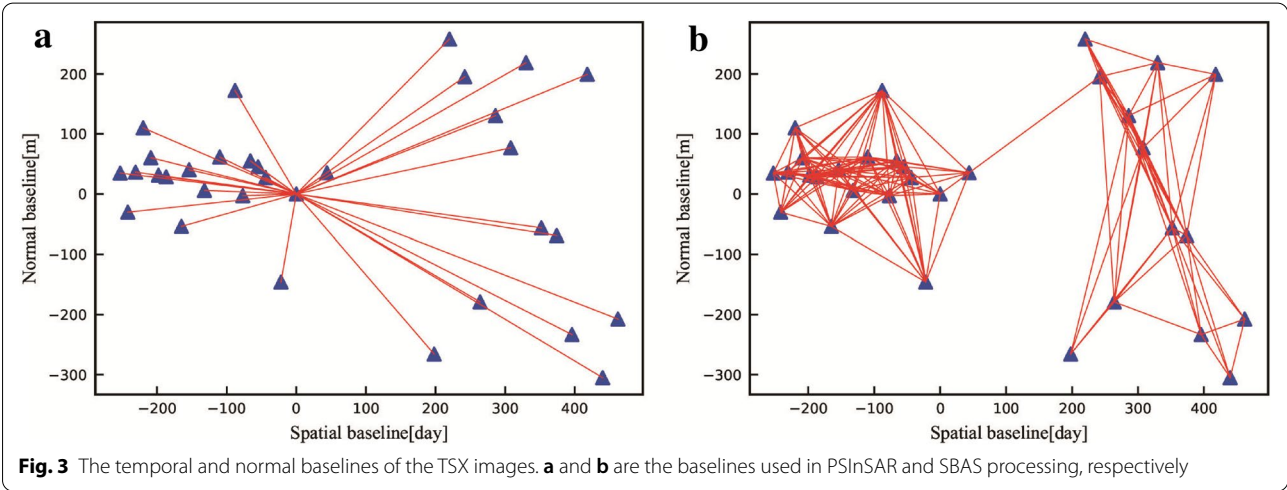 a
200
100
0
−100
−200
−300
Normal baseline[m]
−200 −100 0 100 200 300 400
Spatial baseline[day]
b
200
100
0
−100
−200
−300
Normal baseline[m]
−200 −100 0 100 200 300 400
Spatial baseline[day]
Fig. 3 The temporal and normal baselines of the TSX images. a and b are the baselines used in PSInSAR and SBAS processing, respectively